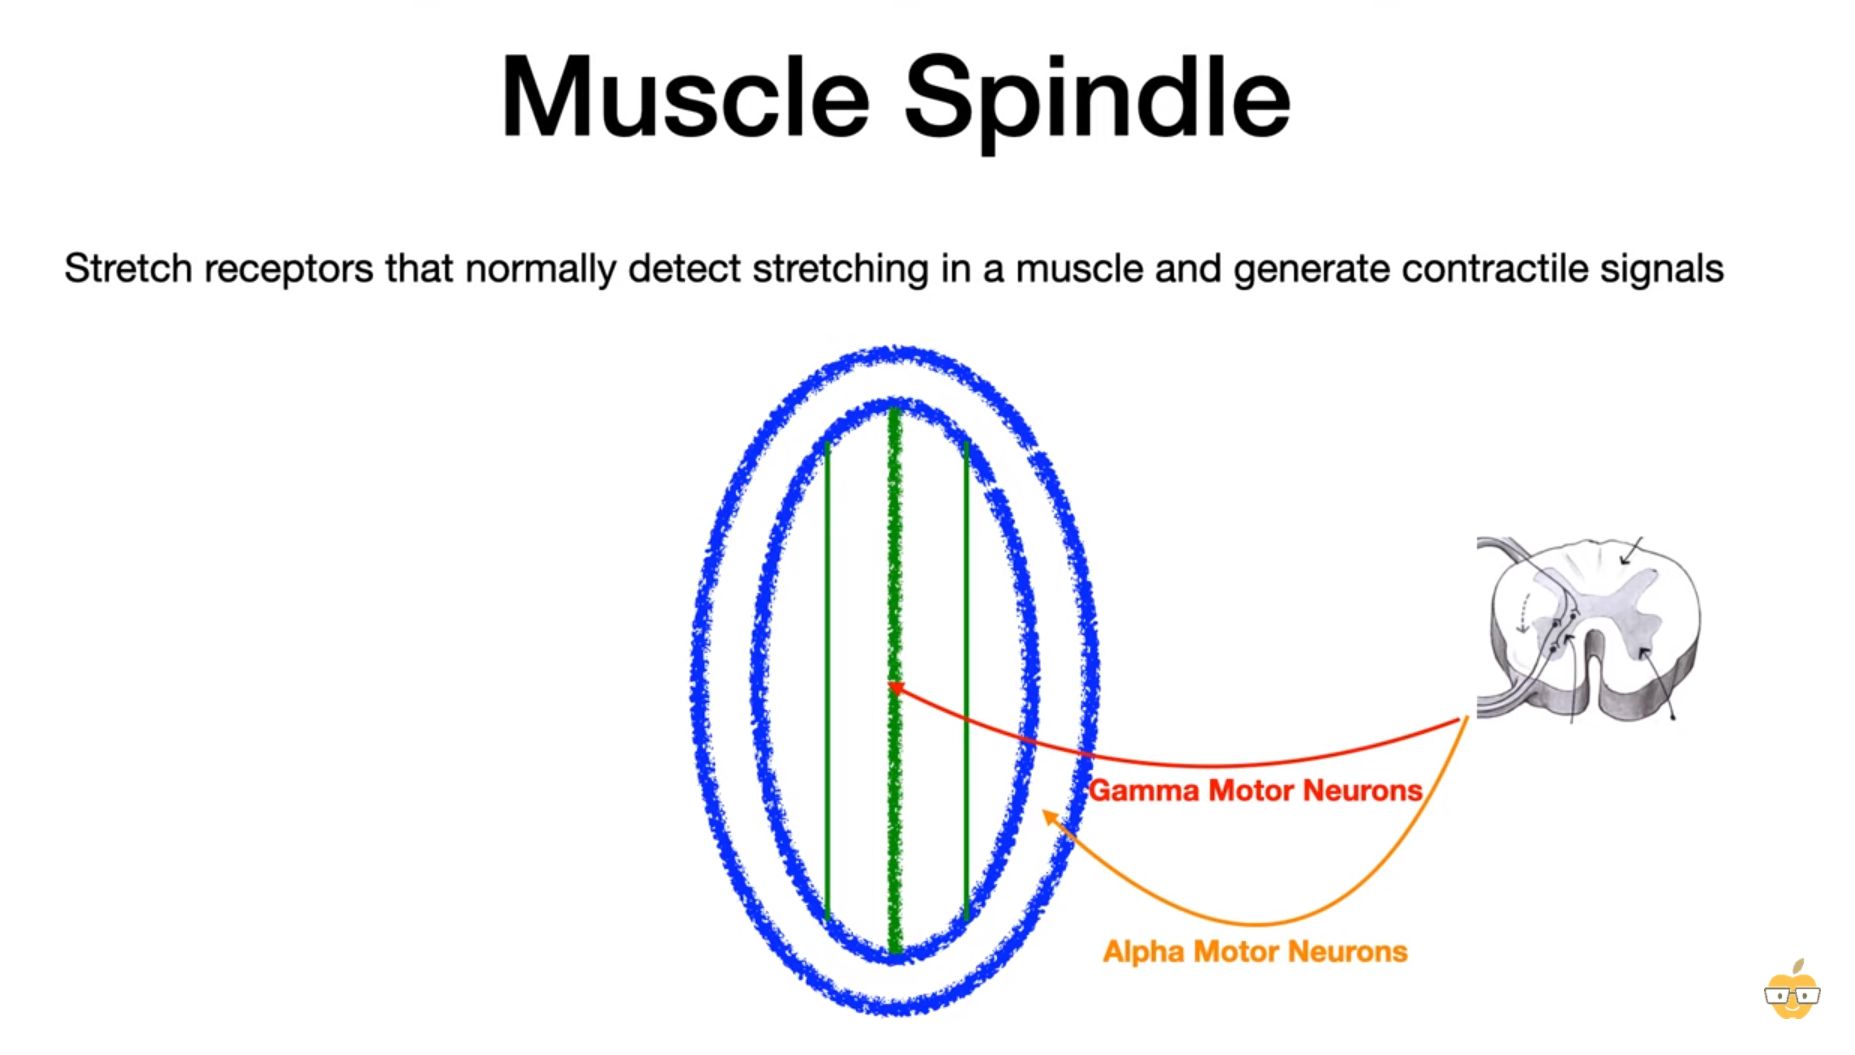 Muscle Spindle
Stretch receptors that normally detect stretching in a muscle and generate contractile signals
Gamma Motor Neurons
Alpha Motor Neurons